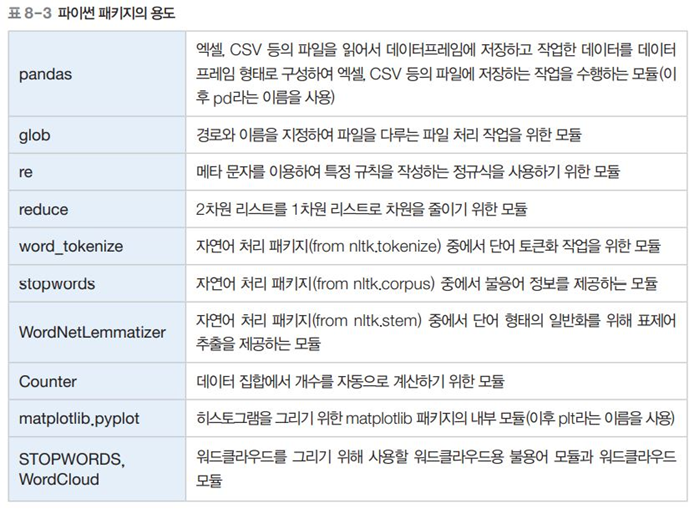 표 8-3 파이썬 패키지의 용도
pandas
엑셀, CSV 등의 파일을 읽어서 데이터프레임에 저장하고 작업한 데이터를 데이터
프레임 형태로 구성하여 엑셀, CSV 등의 파일에 저장하는 작업을 수행하는 모듈(이
후 pd라는 이름을 사용)
glob
경로와 이름을 지정하여 파일을 다루는 파일 처리 작업을 위한 모듈
re
메타 문자를 이용하여 특정 규칙을 작성하는 정규식을 사용하기 위한 모듈
reduce
2차원 리스트를 1차원 리스트로 차원을 줄이기 위한 모듈
word_tokenize
자연어 처리 패키지(from nltk.tokenize) 중에서 단어 토큰화 작업을 위한 모듈
stopwords
자연어 처리 패키지(from nltk.corpus) 중에서 불용어 정보를 제공하는 모듈
WordNetLemmatizer
자연어 처리 패키지(from nltk.stem) 중에서 단어 형태의 일반화를 위해 표제어
추출을 제공하는 모듈
Counter
데이터 집합에서 개수를 자동으로 계산하기 위한 모듈
matplotlib.pyplot
히스토그램을 그리기 위한 matplotlib 패키지의 내부 모듈(이후 plt라는 이름을 사용)
STOPWORDS,
WordCloud
워드클라우드를 그리기 위해 사용할 워드클라우드용 불용어 모듈과 워드클라우드
모듈